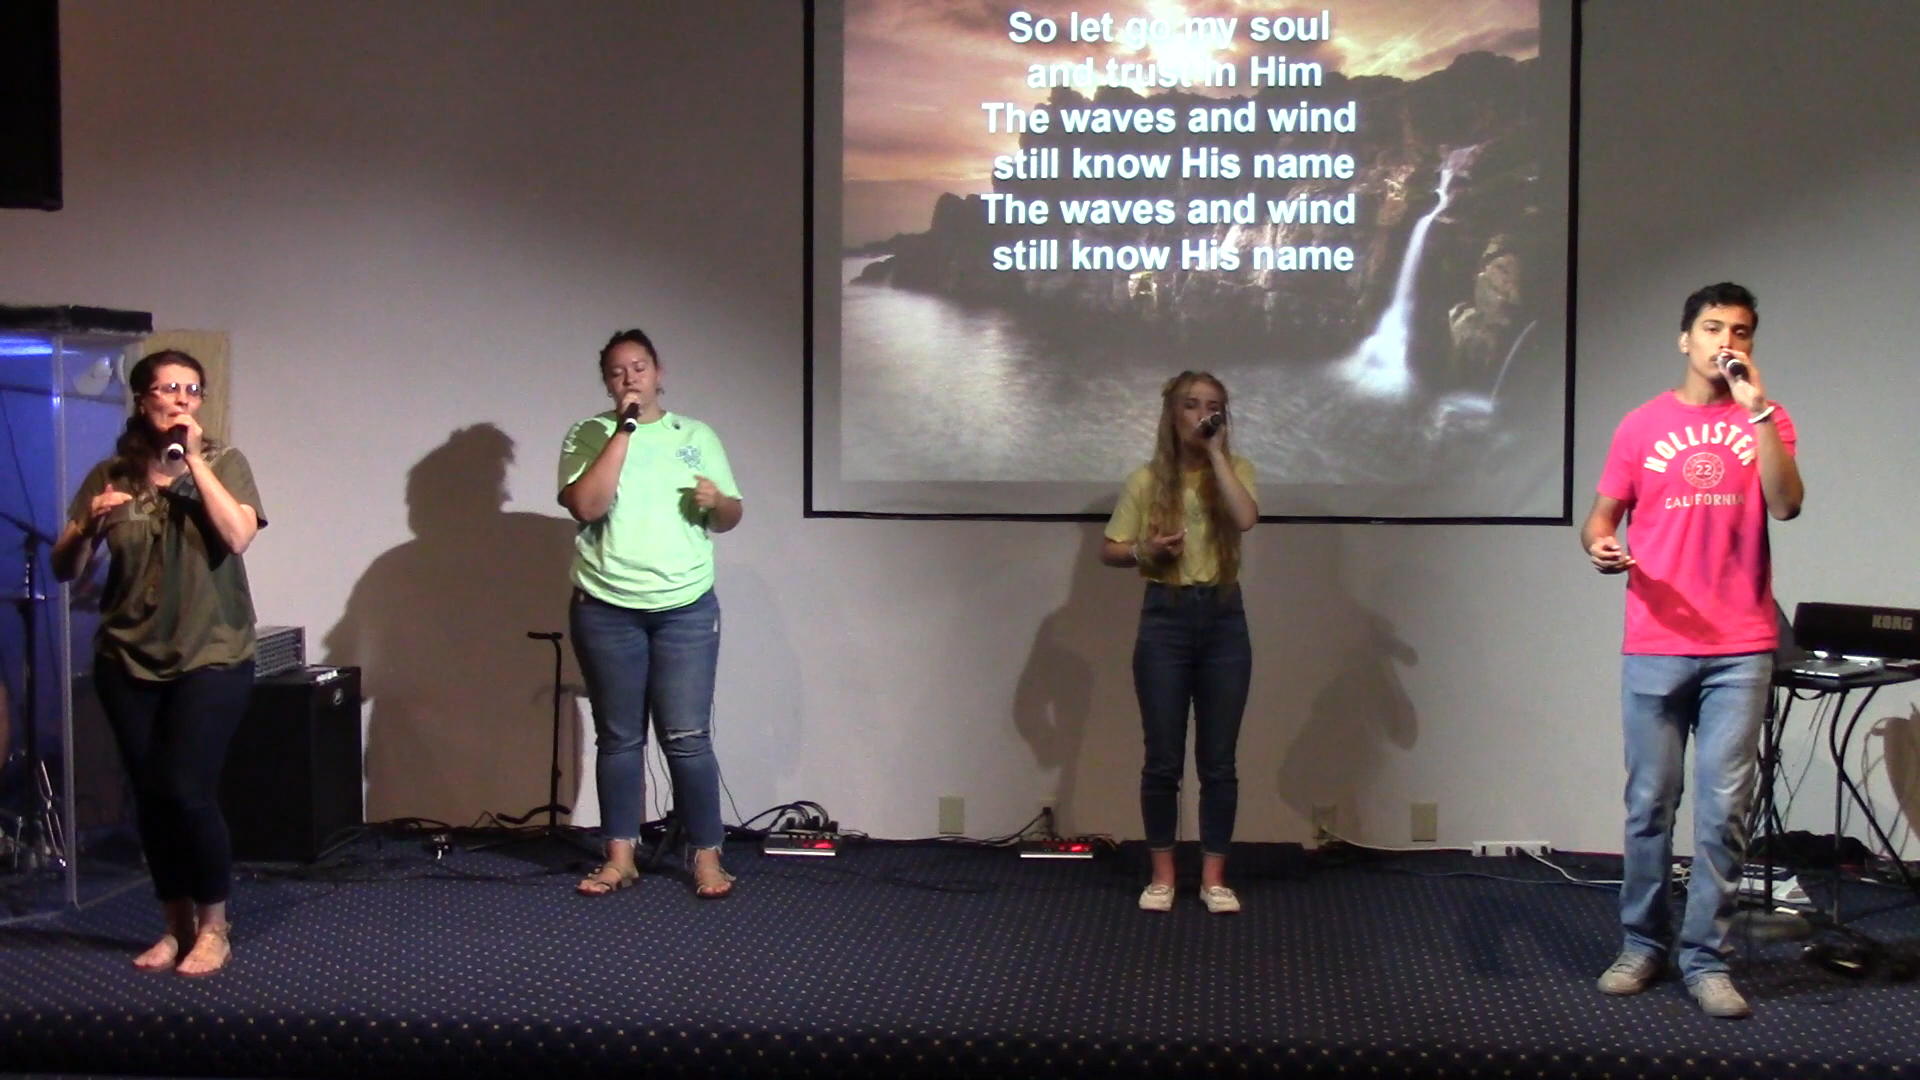 So let go my soul
and trust in Him
The waves and wind
still know His name
The waves and wind
still know His name
HOLLISTER
22
CALIFORNIA
KORG